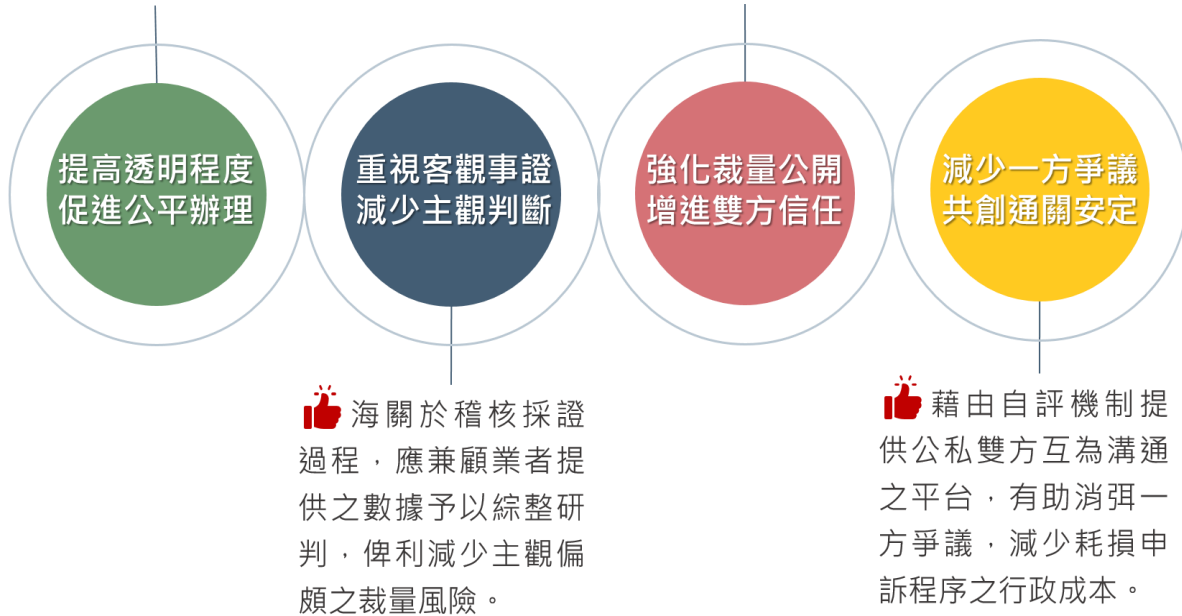 提高透明程度
促進公平辦理
重視客觀事證
減少主觀判斷
強化裁量公開
增進雙方信任
減少一方爭議
共創通關安定
海關於稽核採證
過程，應兼顧業者提
供之數據予以綜整研
判，俾利減少主觀偏
頗之裁量風險。
藉由自評機制提
供公私雙方互為溝通
之平台，有助消弭一
方爭議，減少耗損申
訴程序之行政成本。